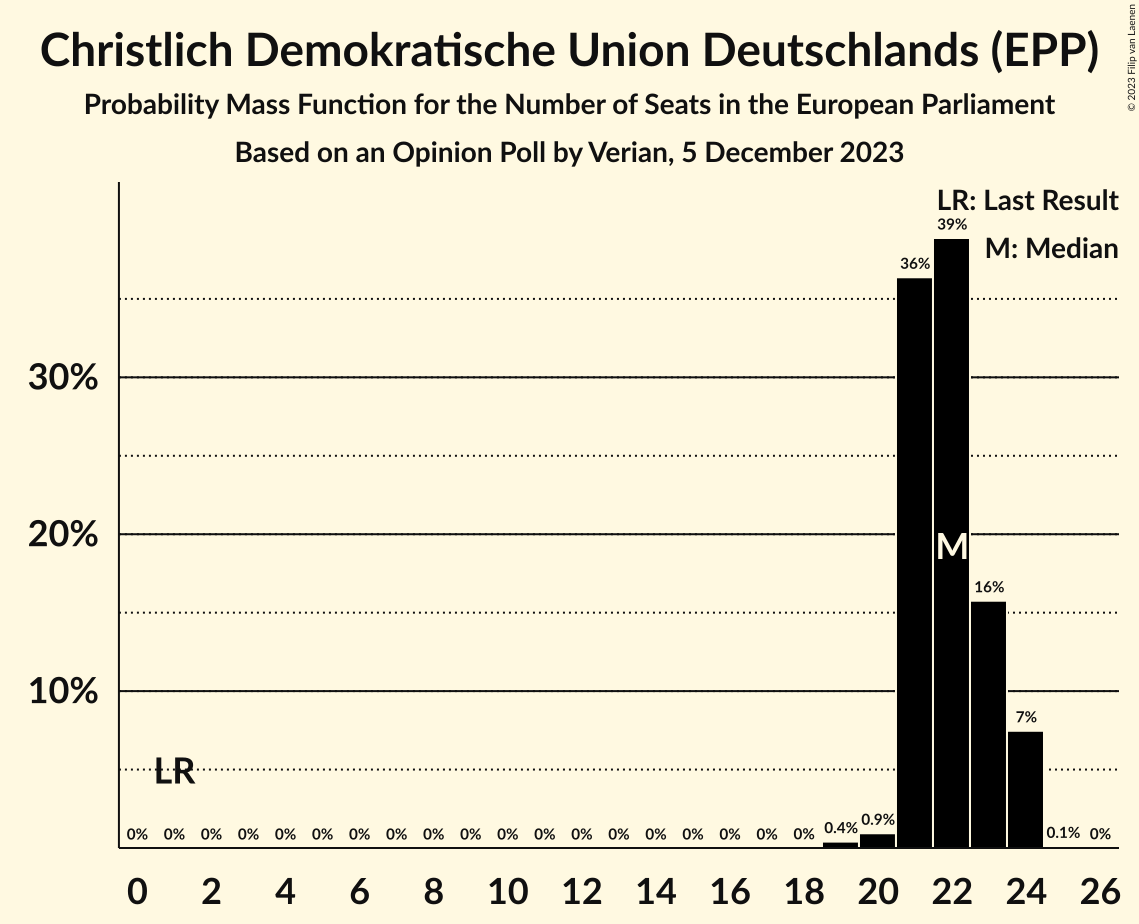 Christlich Demokratische Union Deutschlands (EPP)
Probability Mass Function for the Number of Seats in the European Parliament
Based on an Opinion Poll by Verian, 5 December 2023
© 2023 Filip van Laenen
LR: Last Result
M: Median
39%
36%
30%
20%
M
16%
10%
7%
LR
0% 0% 0% 0% 0% 0% 0% 0% 0% 0% 0% 0% 0% 0% 0% 0% 0% 0% 0% 0.4% 0.9% 0.1% 0%
0 2 4 6 8 10 12 14 16 18 20 22 24 26